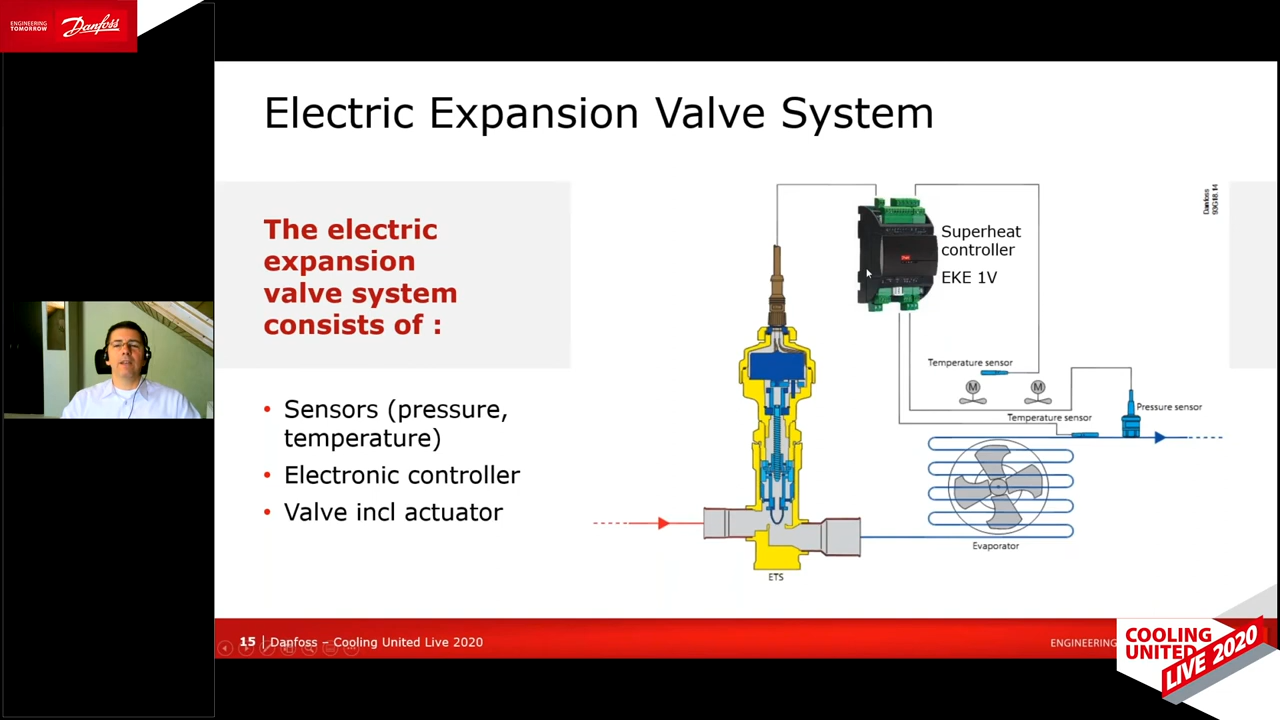 ENGINEERING
TOMORROW
Danfoss
Electric Expansion Valve System
The electric
expansion
valve system
consists of :
• Sensors (pressure,
temperature)
• Electronic controller
• Valve incl actuator
Superheat
controller
EKE 1V
Temperature sensor
M
M
Temperature sensor
Pressure sensor
Evaporator
ETS
Danfoss
15 | Danfoss – Cooling United Live 2020
ENGINEERING
COOLING
UNITED
LIVE 2020